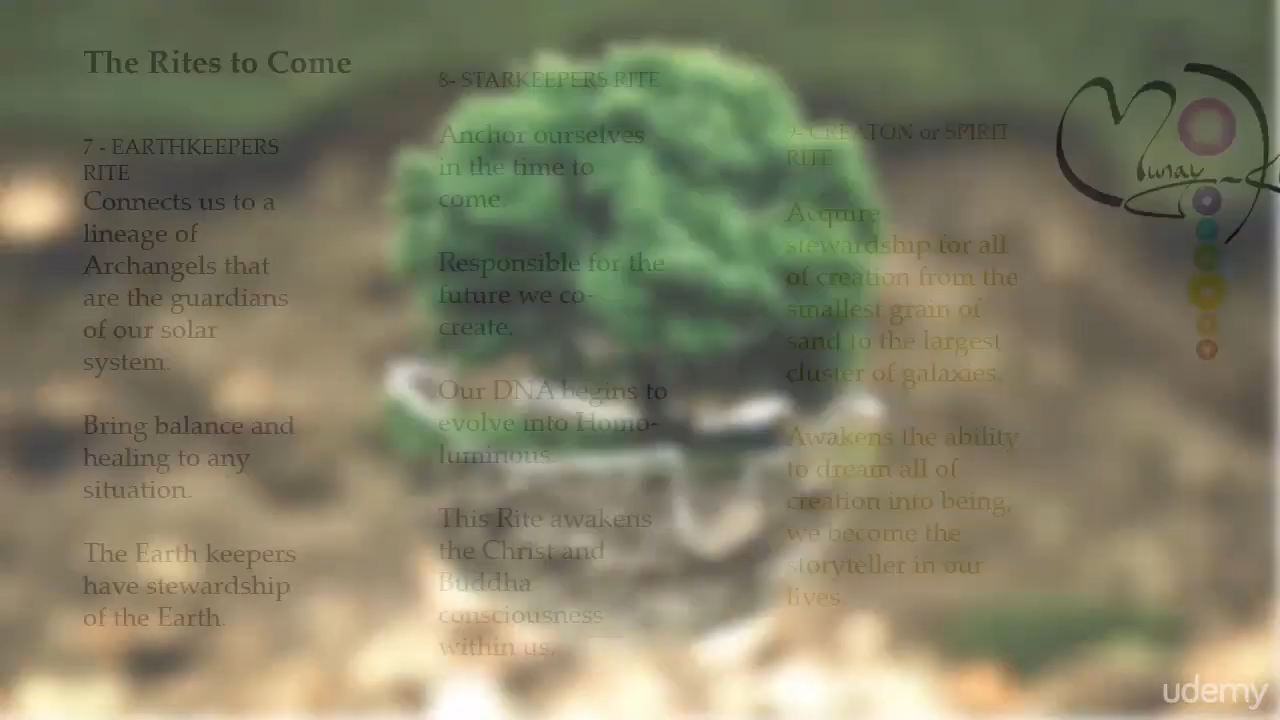 The Rites to Come
7 - EARTHKEEPERS
RITE
Connects us to a
lineage of
Archangels that
are the guardians
of our solar
system.
Bring balance and
healing to any
situation.
The Earth keepers
have stewardship
of the Earth.
8- STARKEEPERS RITE
Anchor ourselves
in the time to
come.
Responsible for the
future we co-
create.
Our DNA begins to
evolve into Homo-
luminous.
This Rite awakens
the Christ and
Buddha
consciousness
within us.
9- CREATON or SPIRIT
RITE
Acquire
stewardship for all
of creation from the
smallest grain of
sand to the largest
cluster of galaxies.
Awakens the ability
to dream all of
creation into being,
we become the
storyteller in our
lives.
Munay-K
udemy